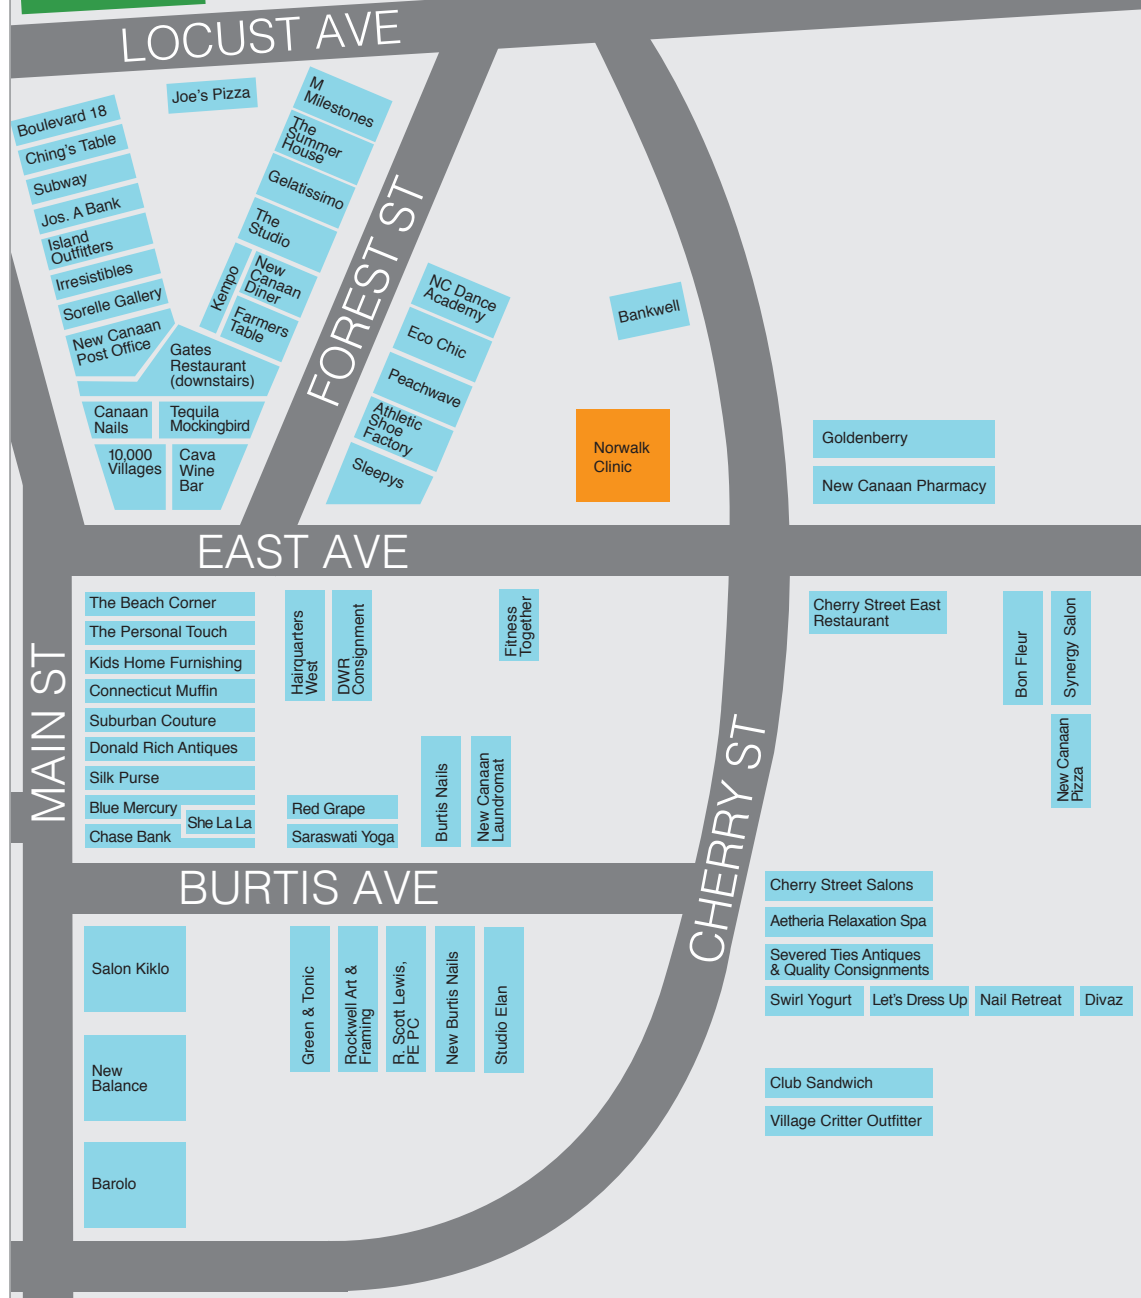 LOCUST AVE
Joe's Pizza
Boulevard 18
Ching's Table
Subway
Jos. A Bank
Island
Outfitters
Irresistibles
Sorelle Gallery
New Canaan
Post Office
M
Milestones
The
Summer
House
Gelatissimo
The
Studio
Kempo
New
Canaan
Diner
Farmers
Table
Gates
Restaurant
(downstairs)
Canaan
Nails
Tequila
Mockingbird
10,000
Villages
Cava
Wine
Bar
FOREST ST
NC Dance
Academy
Eco Chic
Peachwave
Athletic
Shoe
Factory
Sleepys
Bankwell
Norwalk
Clinic
Goldenberry
New Canaan Pharmacy
EAST AVE
MAIN ST
The Beach Corner
The Personal Touch
Kids Home Furnishing
Connecticut Muffin
Suburban Couture
Donald Rich Antiques
Silk Purse
Blue Mercury
She La La
Chase Bank
Hairquarters
West
DWR
Consignment
Fitness
Together
Red Grape
Saraswati Yoga
Burtis Nails
New Canaan
Laundromat
CHERRY ST
Cherry Street East
Restaurant
Bon Fleur
Synergy Salon
New Canaan
Pizza
BURTIS AVE
Salon Kiklo
New
Balance
Barolo
Green & Tonic
Rockwell Art &
Framing
R. Scott Lewis,
PE PC
New Burtis Nails
Studio Elan
Cherry Street Salons
Aetheria Relaxation Spa
Severed Ties Antiques
& Quality Consignments
Swirl Yogurt
Let's Dress Up
Nail Retreat
Divaz
Club Sandwich
Village Critter Outfitter